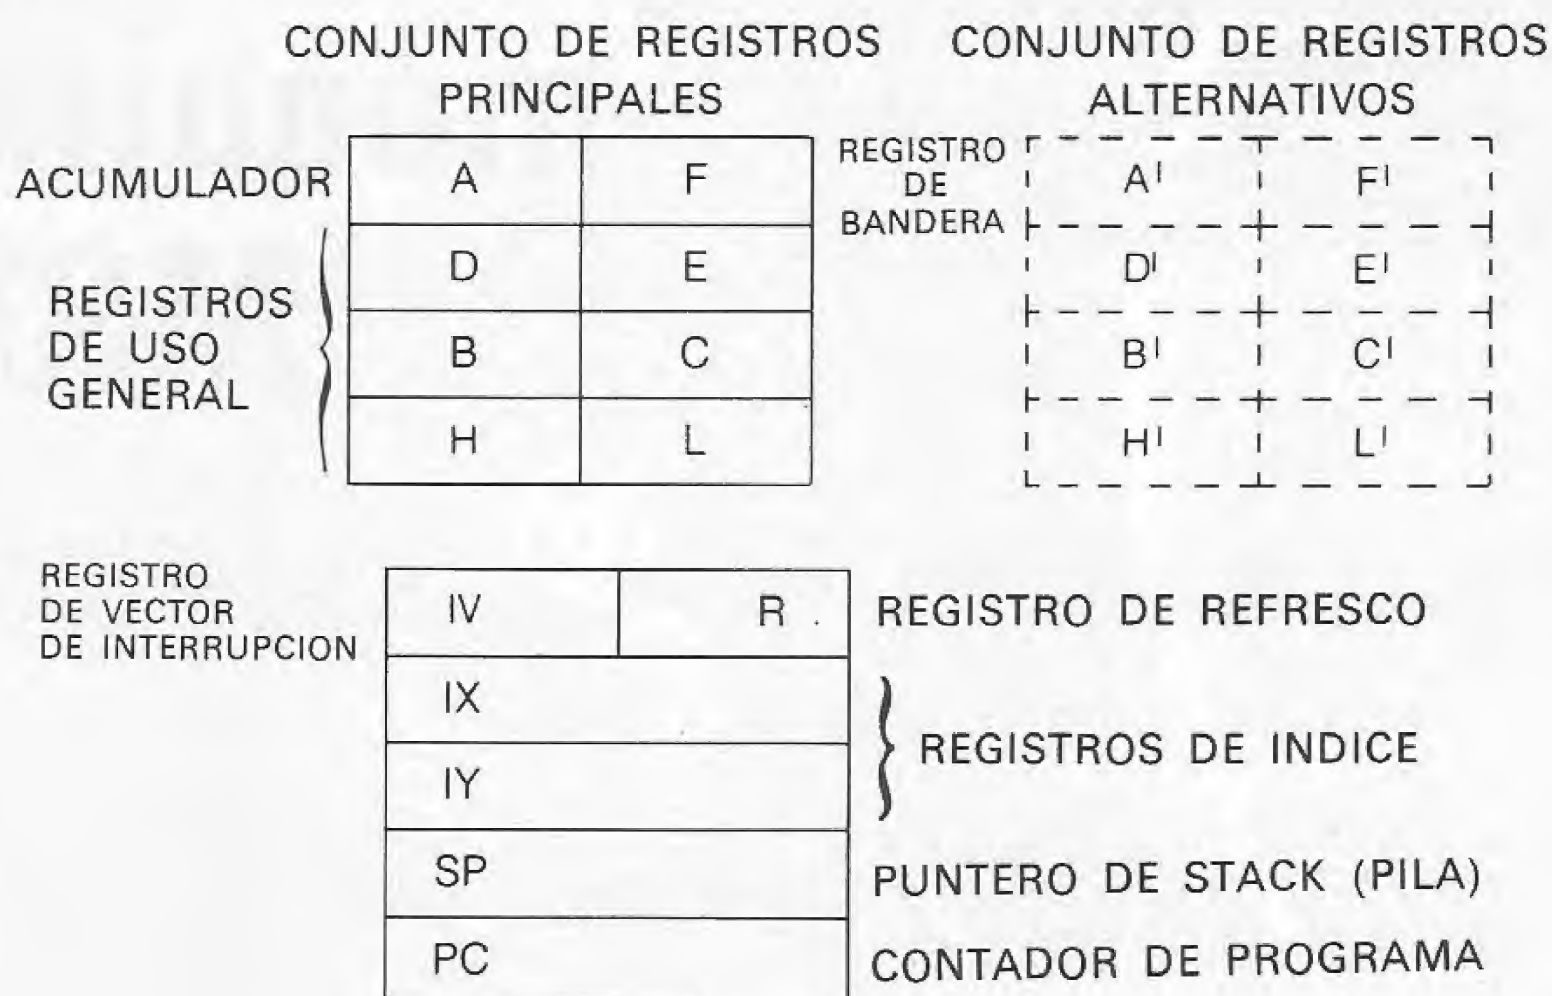 CONJUNTO DE REGISTROS
PRINCIPALES
CONJUNTO DE REGISTROS
ALTERNATIVOS
ACUMULADOR
A F
REGISTRO
DE
BANDERA
A' F'
REGISTROS
DE USO
GENERAL
D E
B C
H L
D' E'
B' C'
H' L'
REGISTRO
DE VECTOR
DE INTERRUPCION
IV R
REGISTRO DE REFRESCO
IX
IY
REGISTROS DE INDICE
SP
PUNTERO DE STACK (PILA)
PC
CONTADOR DE PROGRAMA